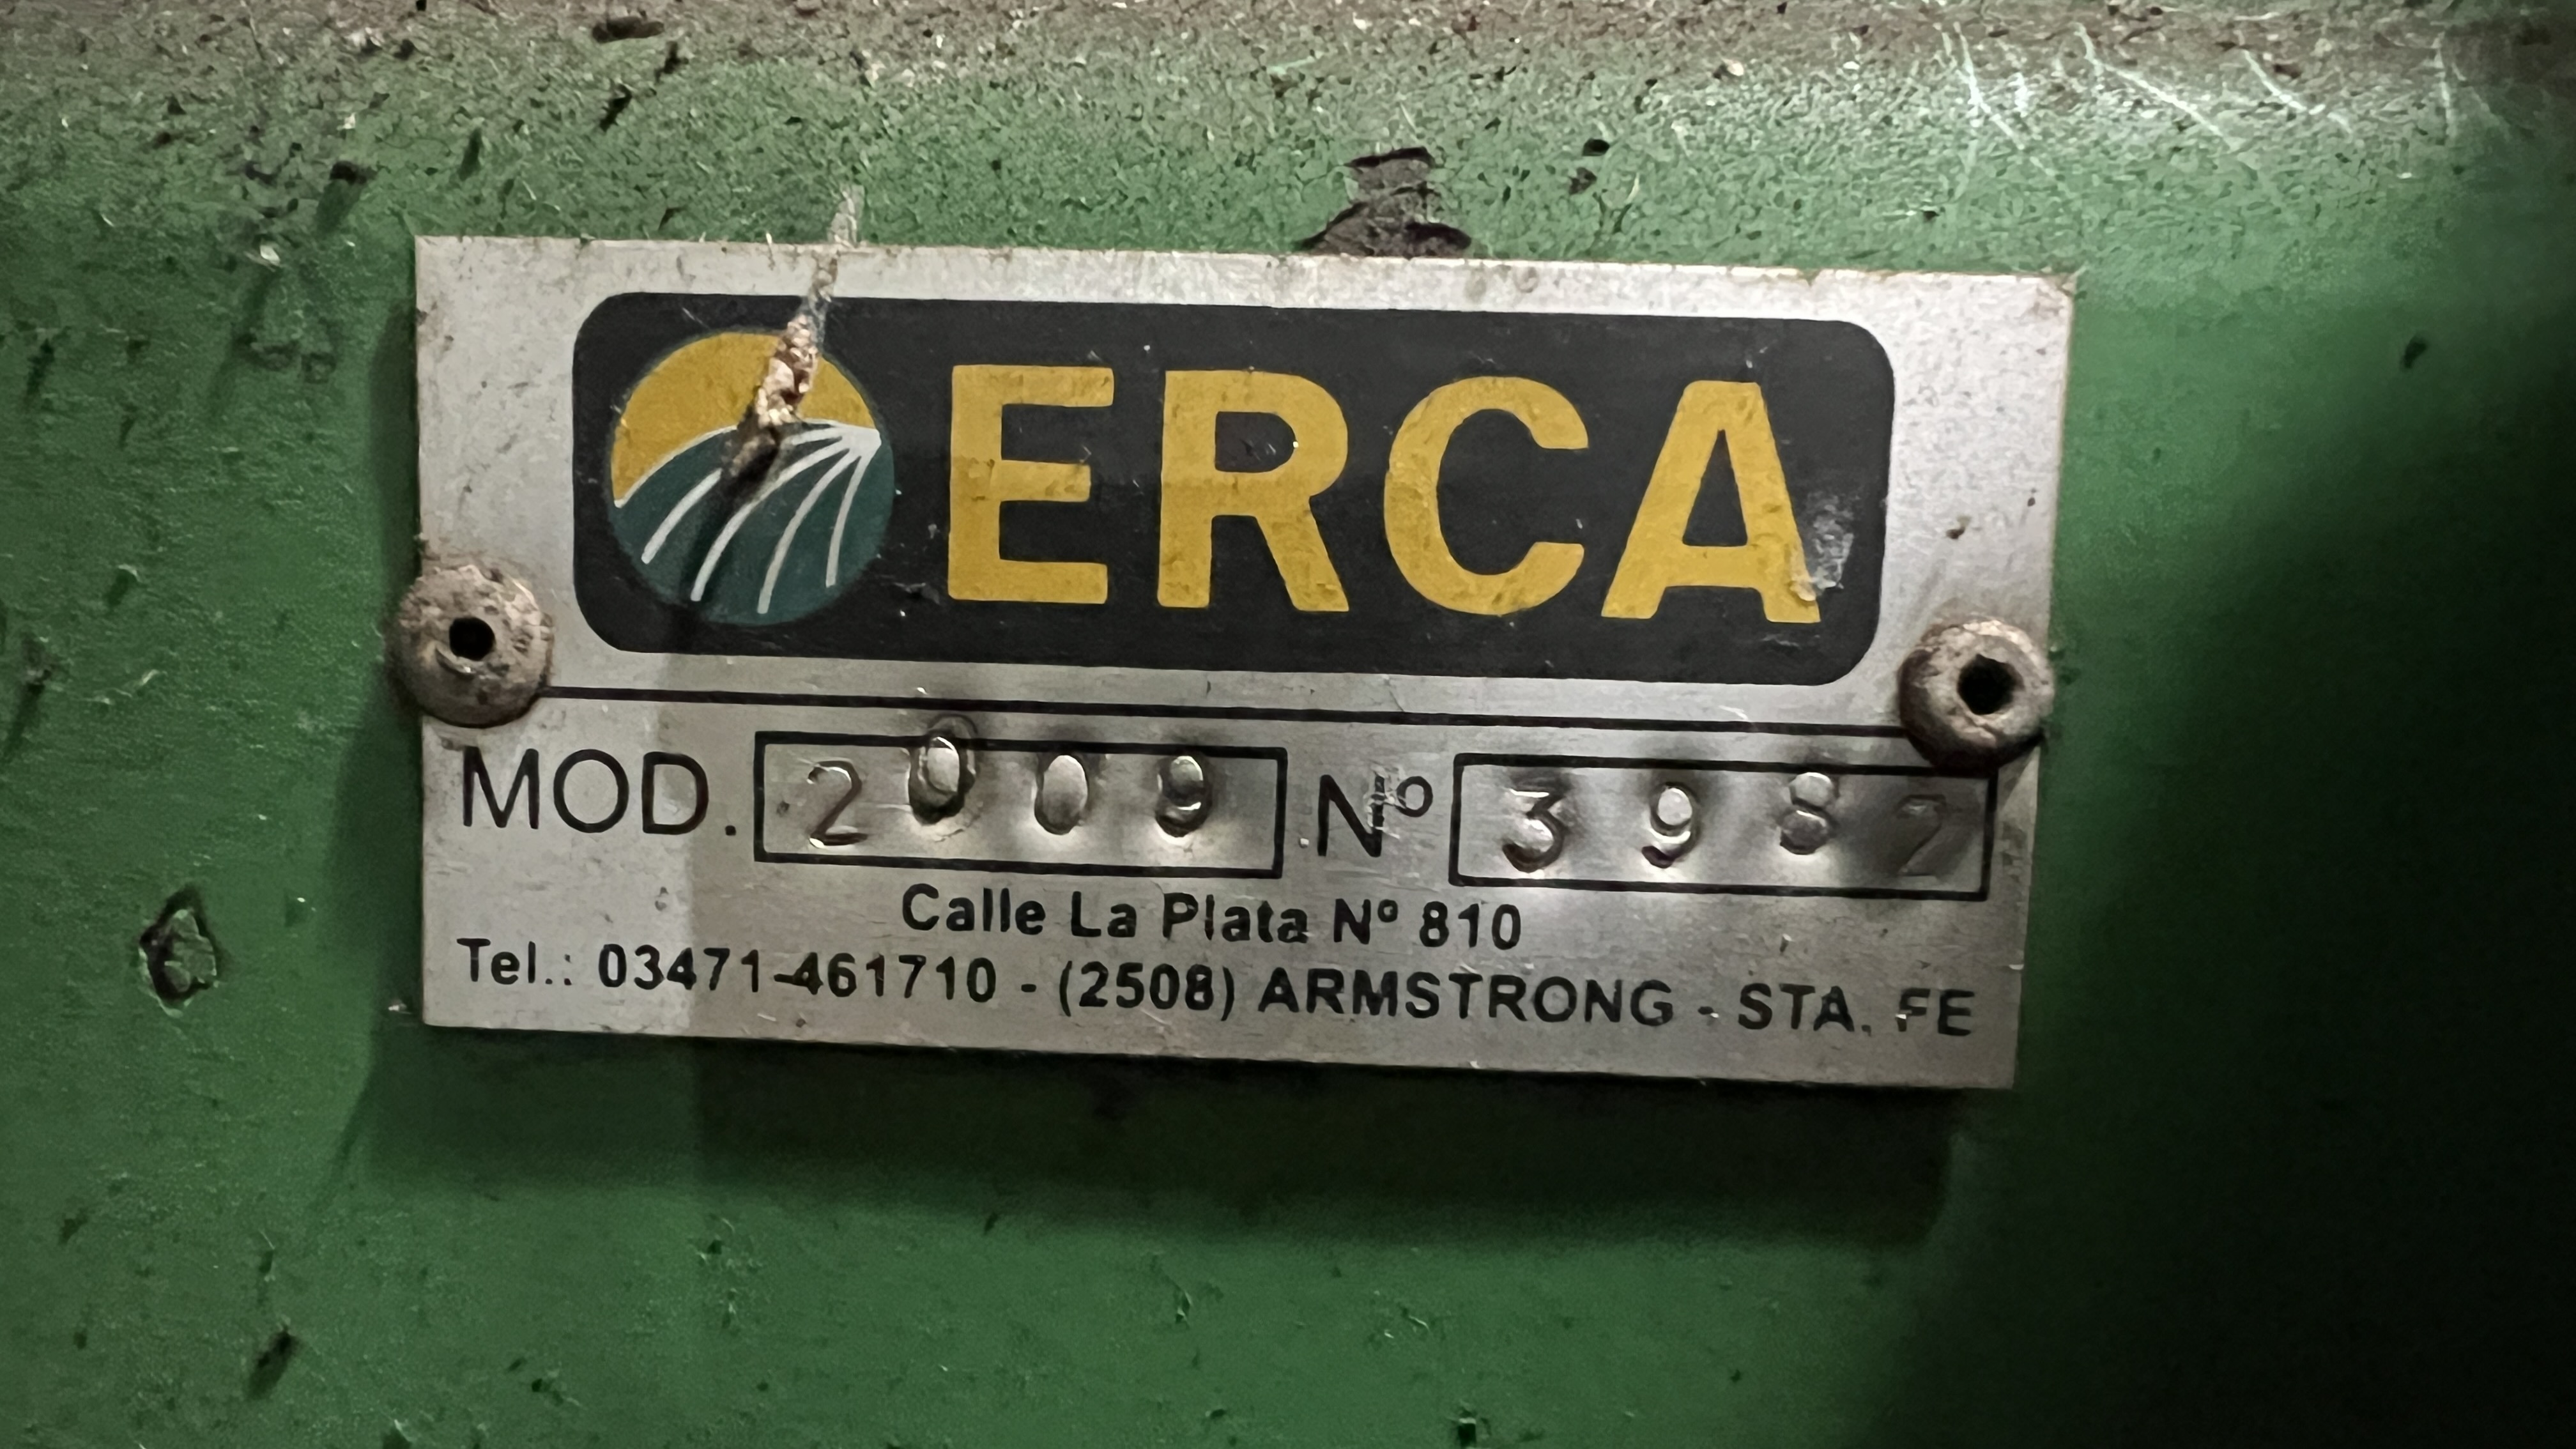 ERCA
MOD. 2009 Nº 3982
Calle La Plata Nº 810
Tel.: 03471-461710 - (2508) ARMSTRONG - STA. FE